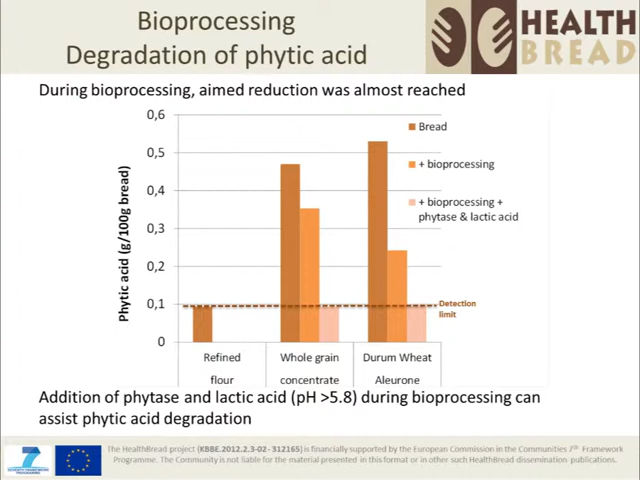 Bioprocessing
Degradation of phytic acid
HEALTH
BREAD
During bioprocessing, aimed reduction was almost reached
Phytic acid (g/100g bread)
0,6
0,5
0,4
0,3
0,2
0,1
0
Bread
+ bioprocessing
+ bioprocessing +
phytase & lactic acid
Detection
limit
Refined
flour
Whole grain
concentrate
Durum Wheat
Aleurone
Addition of phytase and lactic acid (pH >5.8) during bioprocessing can
assist phytic acid degradation
SEVENTH FRAMEWORK
PROGRAMME
The HealthBread project (KBBE.2012.2.3-02 - 312165) is financially supported by the European Commission in the Communities 7th Framework
Programme. The Community is not liable for the material presented in this format or in other such HealthBread dissemination publications.